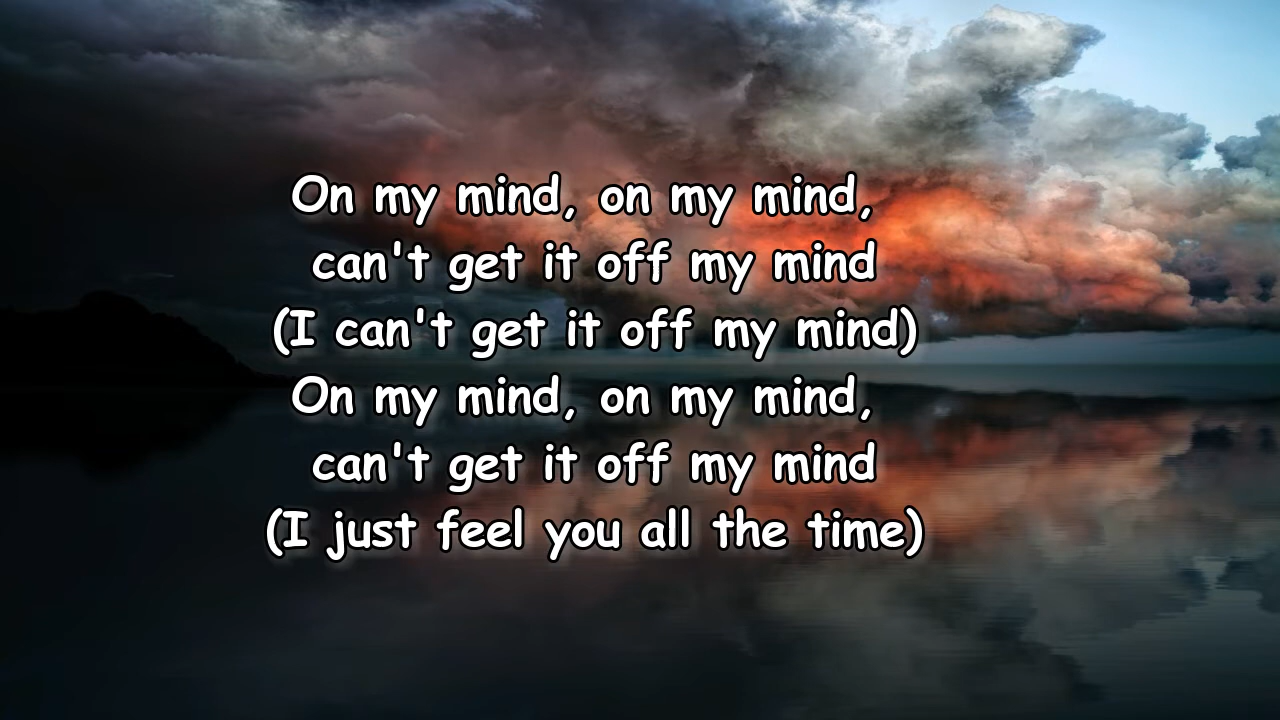 On my mind, on my mind,
can't get it off my mind
(I can't get it off my mind)
On my mind, on my mind,
can't get it off my mind
(I just feel you all the time)